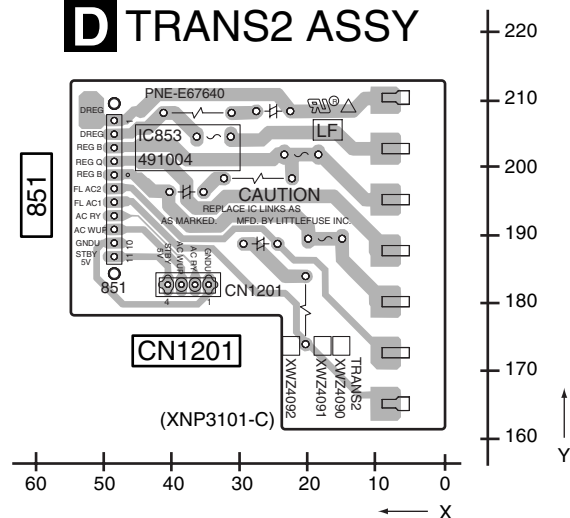 D TRANS2 ASSY
220
PNE-E67640
210
DREG
1
DREG
IC853
LF
REG B
REG Q
491004
200
REG B
851
FL AC2
CAUTION
FL AC1
REPLACE IC LINKS AS
AC RY
AS MARKED. MFD. BY LITTLEFUSE INC.
190
AC WUP
GNDU
10
STBY 5V
11
STBY 5V
AC WUP
AC RY
GNDU
851
CN1201
180
4
1
CN1201
170
XWZ4092
XWZ4091
XWZ4090
TRANS2
(XNP3101-C)
160
Y
60 50 40 30 20 10 0
X